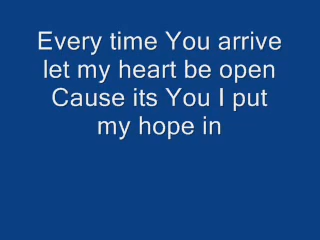 Every time You arrive
let my heart be open
Cause its You I put
my hope in